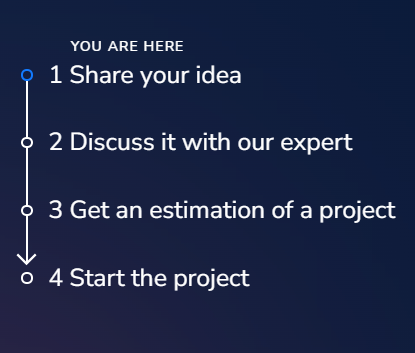 YOU ARE HERE
1 Share your idea
2 Discuss it with our expert
3 Get an estimation of a project
4 Start the project